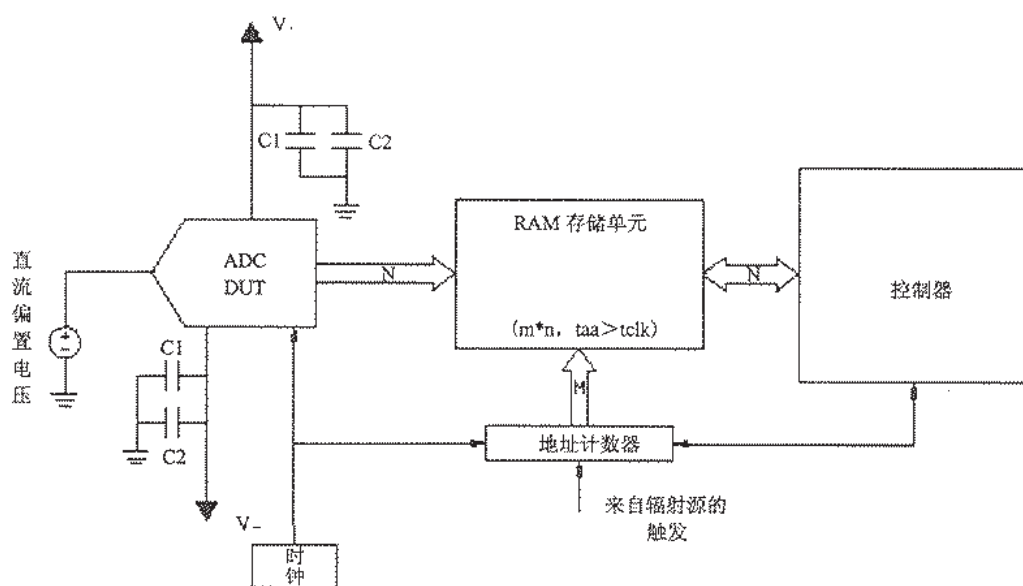 V.
C1
C2
RAM 存储单元
ADC
DUT
N
N
控制器
直流偏置电压
(m*n, taa>tclk)
C1
M
地址计数器
C2
来自辐射源的
触发
V-
时
钟